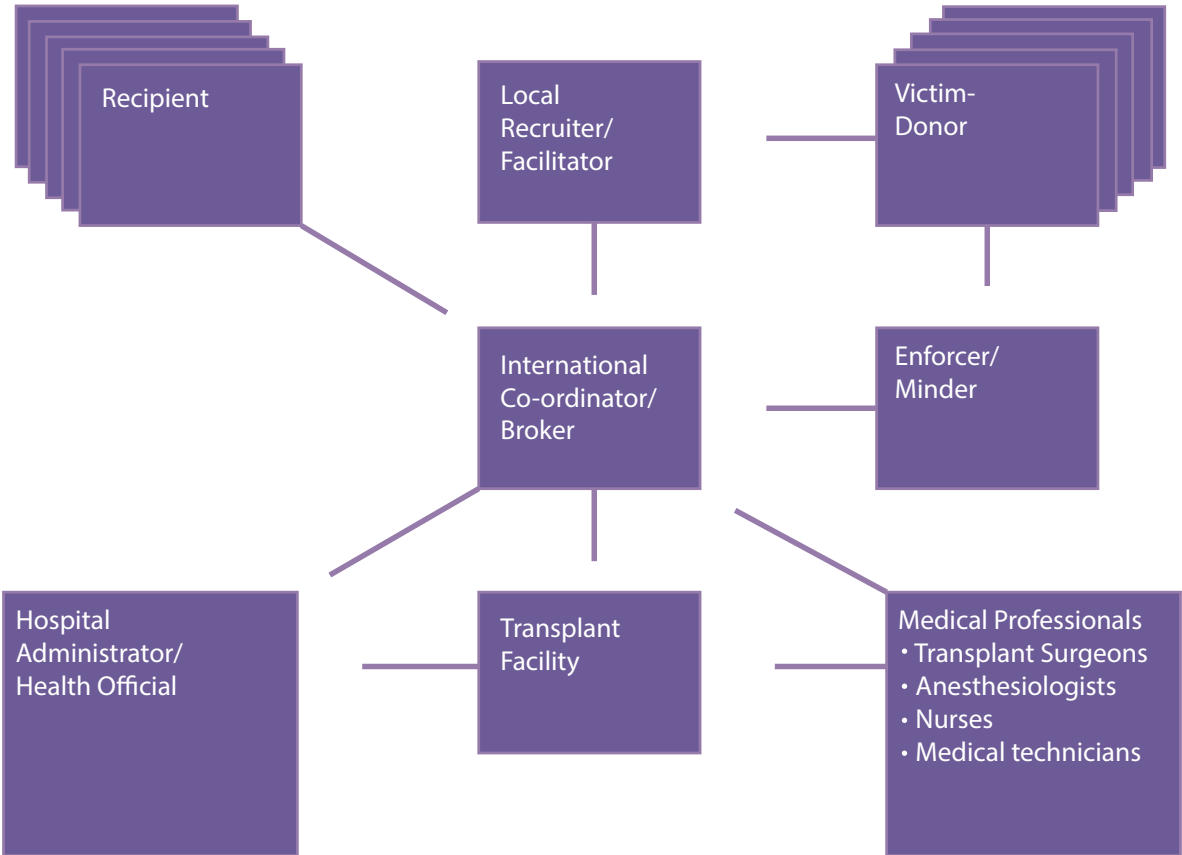 Recipient
Local
Recruiter/
Facilitator
Victim-
Donor
International
Co-ordinator/
Broker
Enforcer/
Minder
Hospital
Administrator/
Health Official
Transplant
Facility
Medical Professionals
• Transplant Surgeons
• Anesthesiologists
• Nurses
• Medical technicians